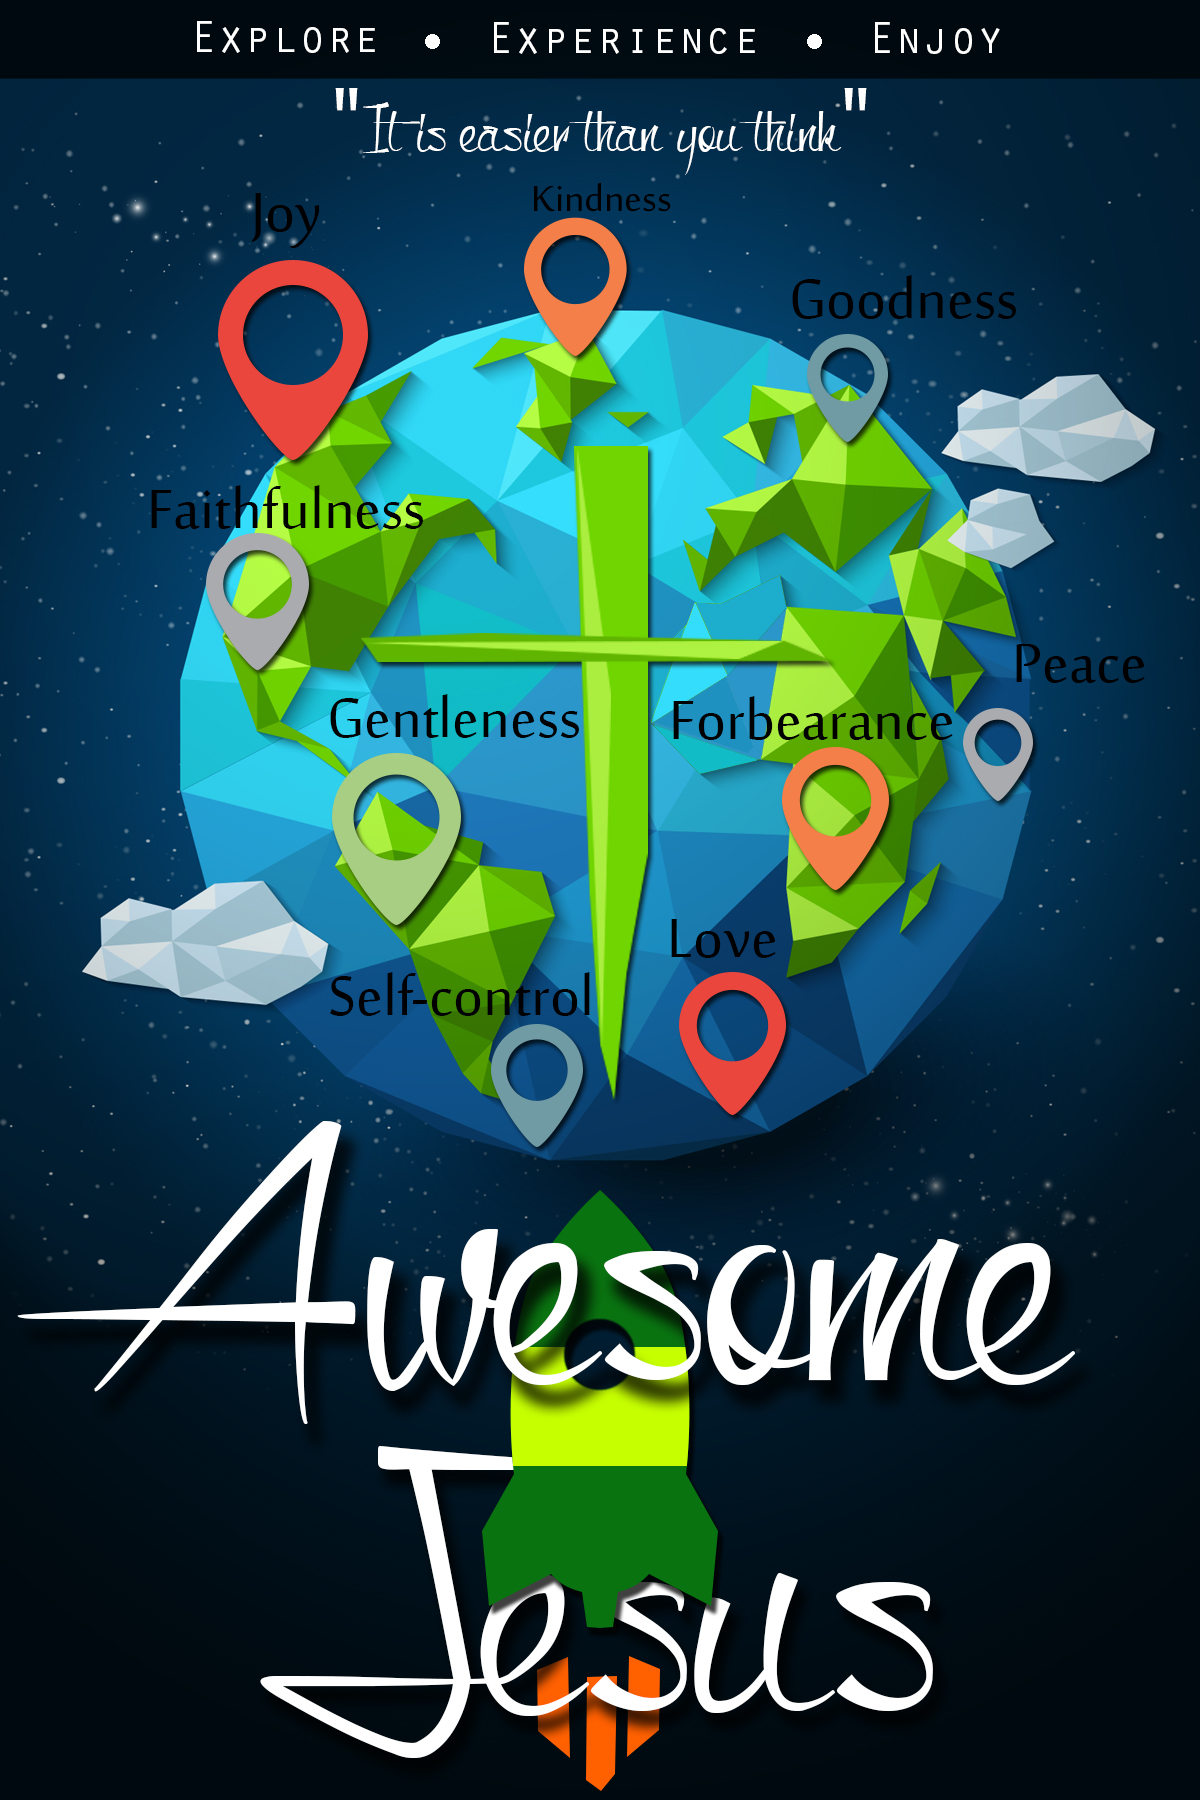 EXPLORE • EXPERIENCE • ENJOY
"It is easier than you think"
Kindness
Joy
Goodness
Faithfulness
Peace
Gentleness
Forbearance
Love
Self-control
Awesome
Jesus